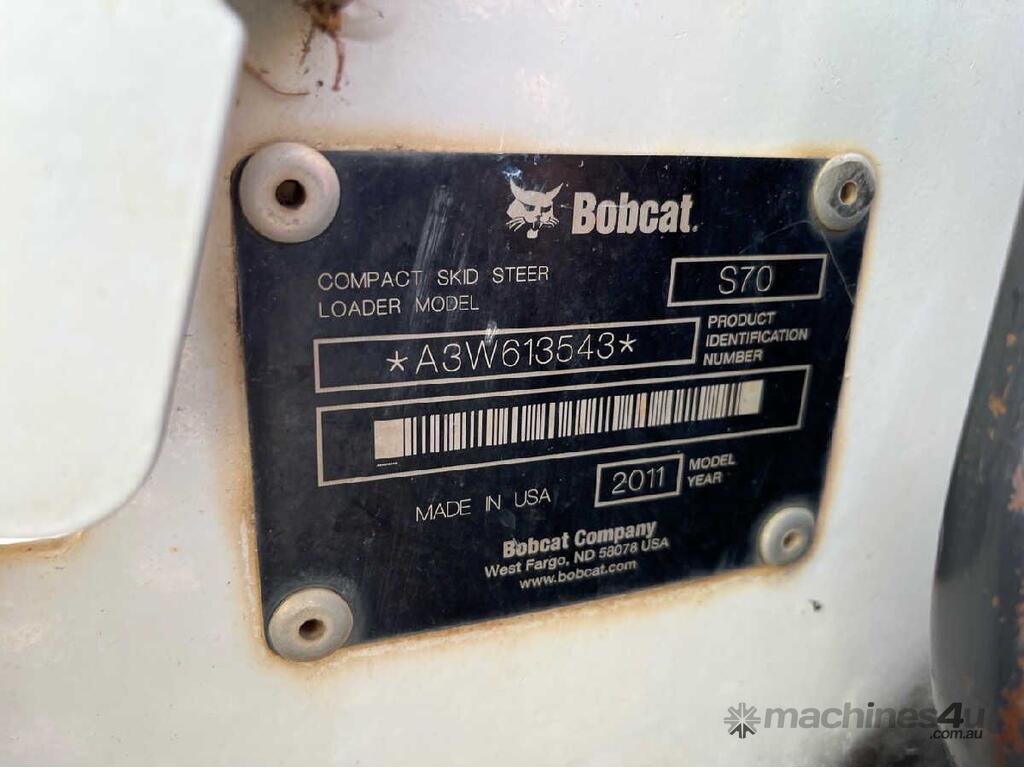 Bobcat.
COMPACT SKID STEER
LOADER MODEL
S70
*A3W613543*
PRODUCT
IDENTIFICATION
NUMBER
MADE IN USA
2011
MODEL
YEAR
Bobcat Company
West Fargo, ND 58078 USA
www.bobcat.com
machines4u
.com.au